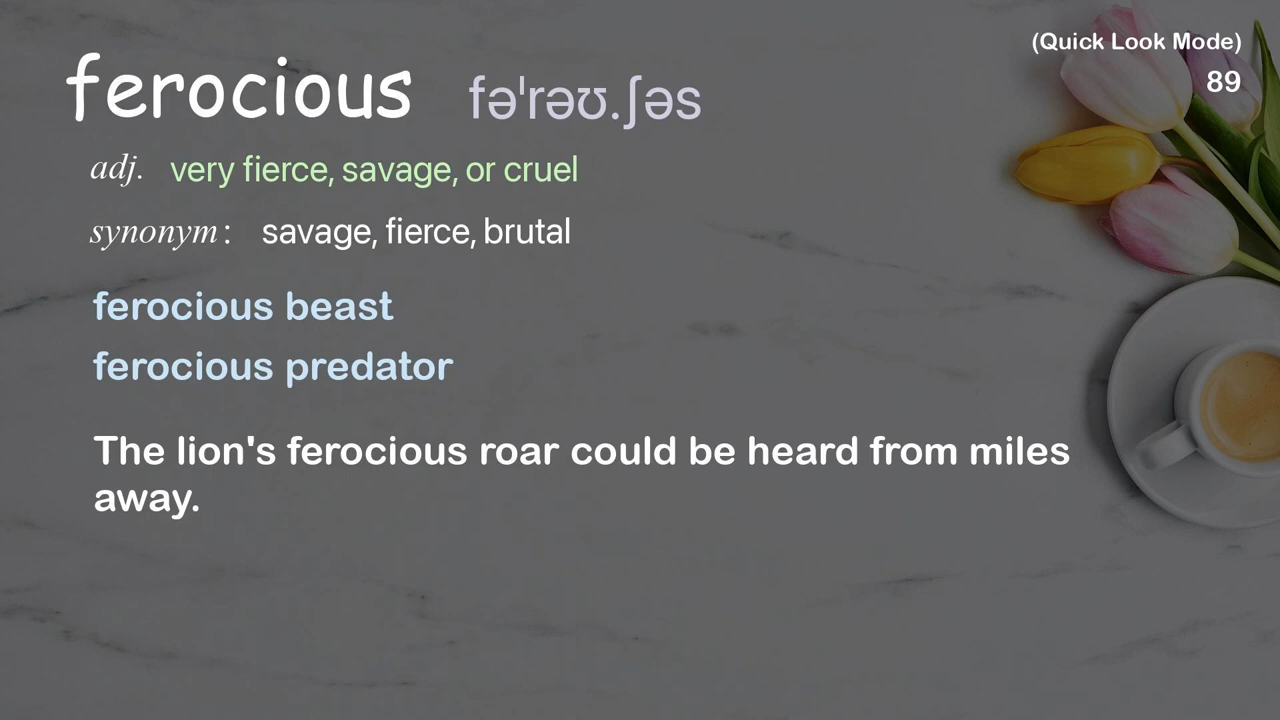 (Quick Look Mode)
89
ferocious fəˈrəʊ.ʃəs
adj. very fierce, savage, or cruel
synonym: savage, fierce, brutal
ferocious beast
ferocious predator
The lion's ferocious roar could be heard from miles
away.